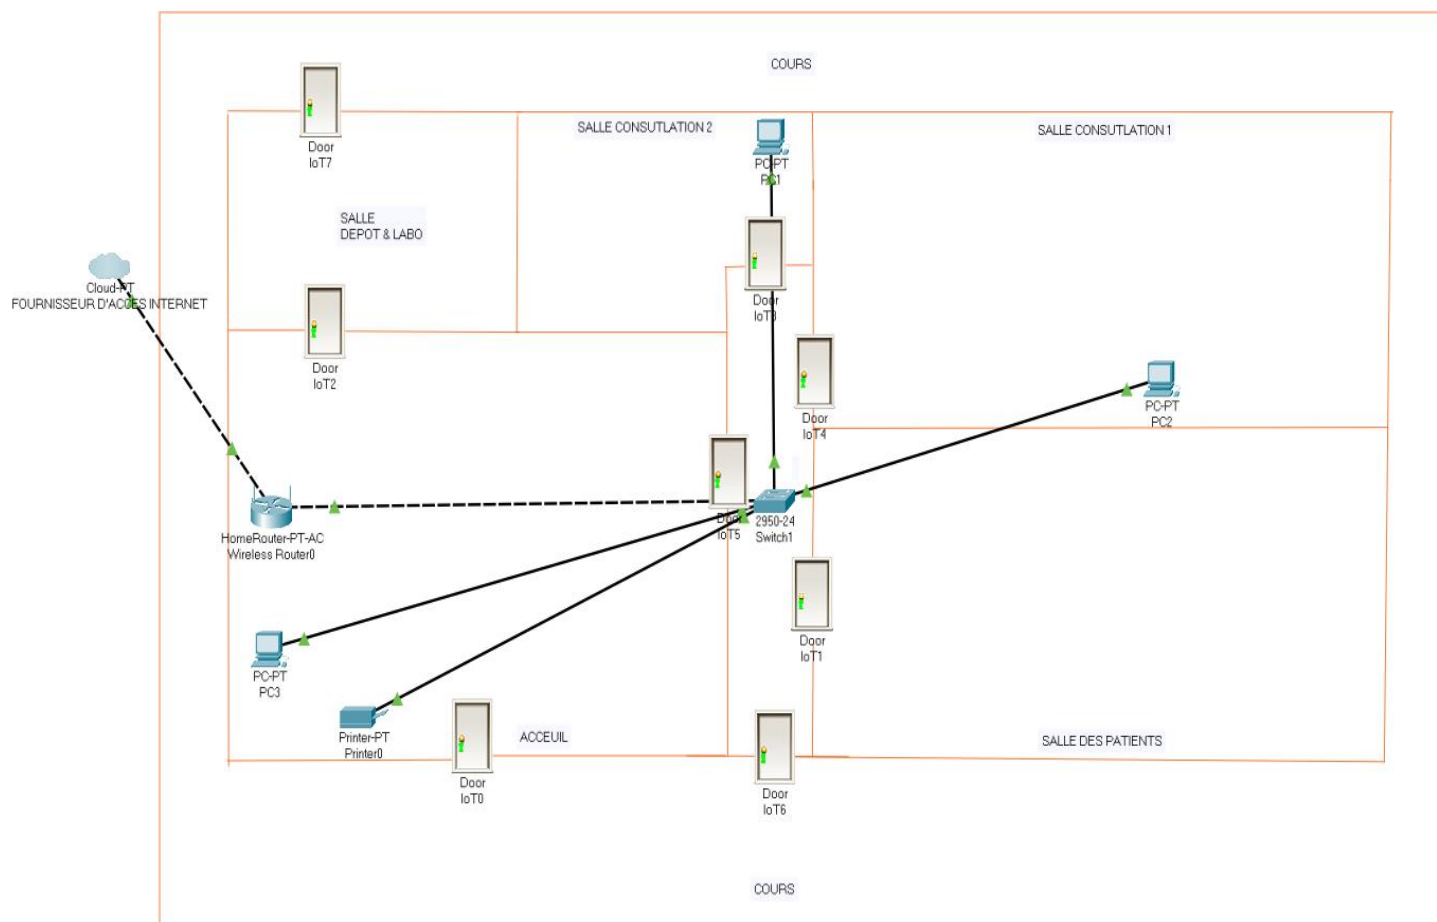 COURS
Door
IoT7
SALLE CONSUTLATION 2
PC-PT
PC1
SALLE CONSUTLATION 1
SALLE
DEPOT & LABO
Cloud-PT
FOURNISSEUR D'ACCES INTERNET
Door
IoT3
Door
IoT2
Door
IoT4
PC-PT
PC2
Door
IoT5
2950-24
Switch1
HomeRouter-PT-AC
Wireless Router0
Door
IoT1
PC-PT
PC3
Printer-PT
Printer0
ACCEUIL
SALLE DES PATIENTS
Door
IoT0
Door
IoT6
COURS